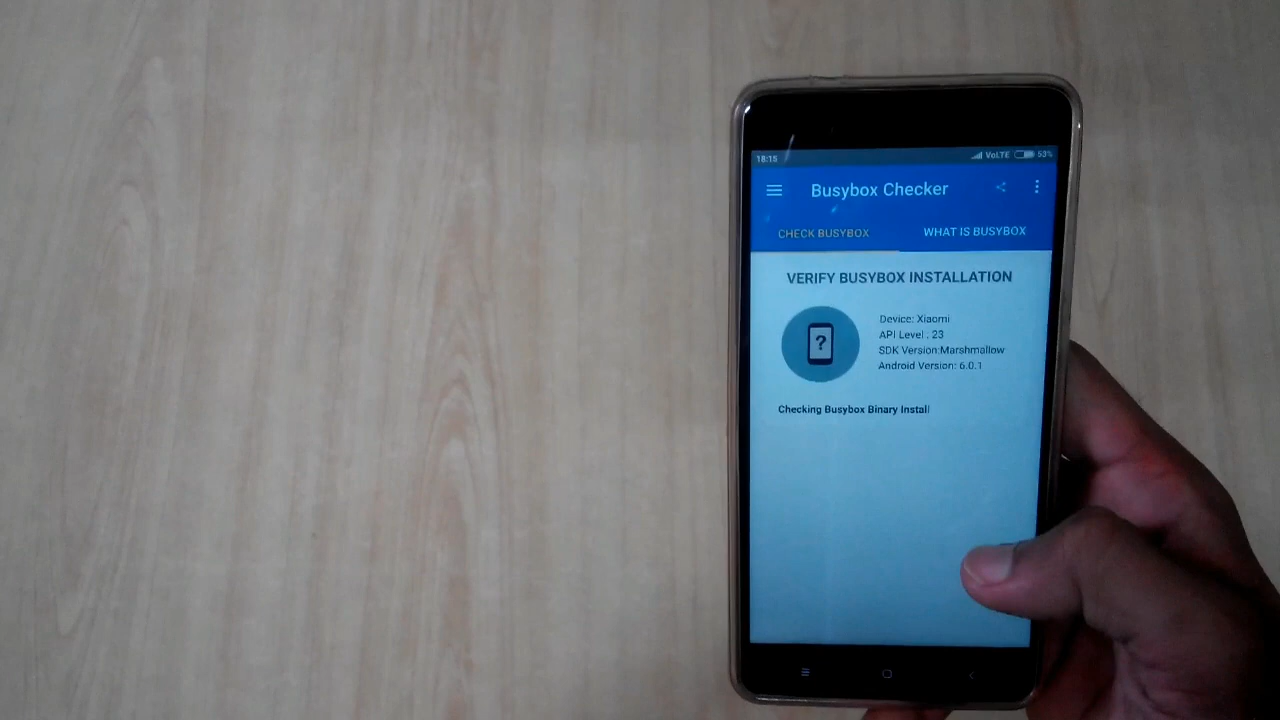 18:15 VoLTE 53%
Busybox Checker
CHECK BUSYBOX WHAT IS BUSYBOX
VERIFY BUSYBOX INSTALLATION
?
Device: Xiaomi
API Level : 23
SDK Version:Marshmallow
Android Version: 6.0.1
Checking Busybox Binary Install